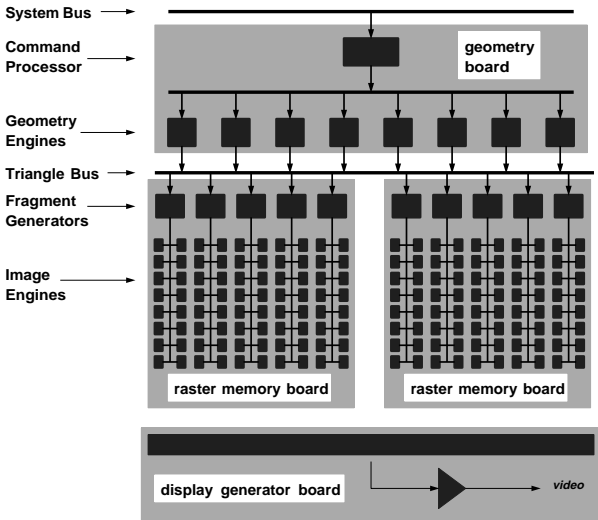 System Bus
Command
Processor
geometry
board
Geometry
Engines
Triangle Bus
Fragment
Generators
Image
Engines
raster memory board
raster memory board
display generator board
video